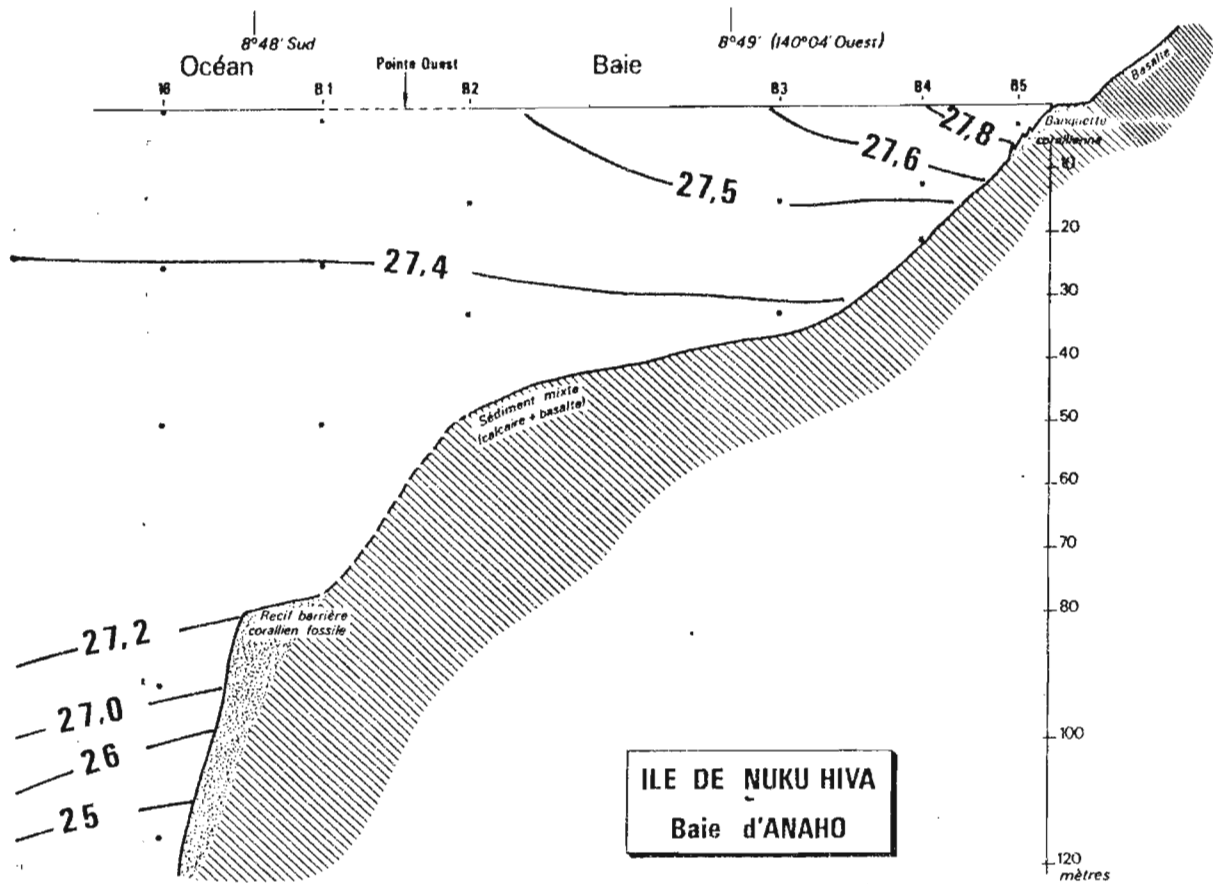 8°48' Sud
8°49' (140°04' Ouest)
Océan
Pointe Ouest
Baie
Basalte
16
B1
B2
B3
B4
B5
Banquette
corallienne
27,8
27,6
27,5
27,4
10
20
30
40
50
60
70
80
100
120
mètres
Sédiment mixte
(calcaire + basalte)
Recif barrière
corallien fossile
27,2
27,0
26
25
ILE DE NUKU HIVA
Baie d'ANAHO